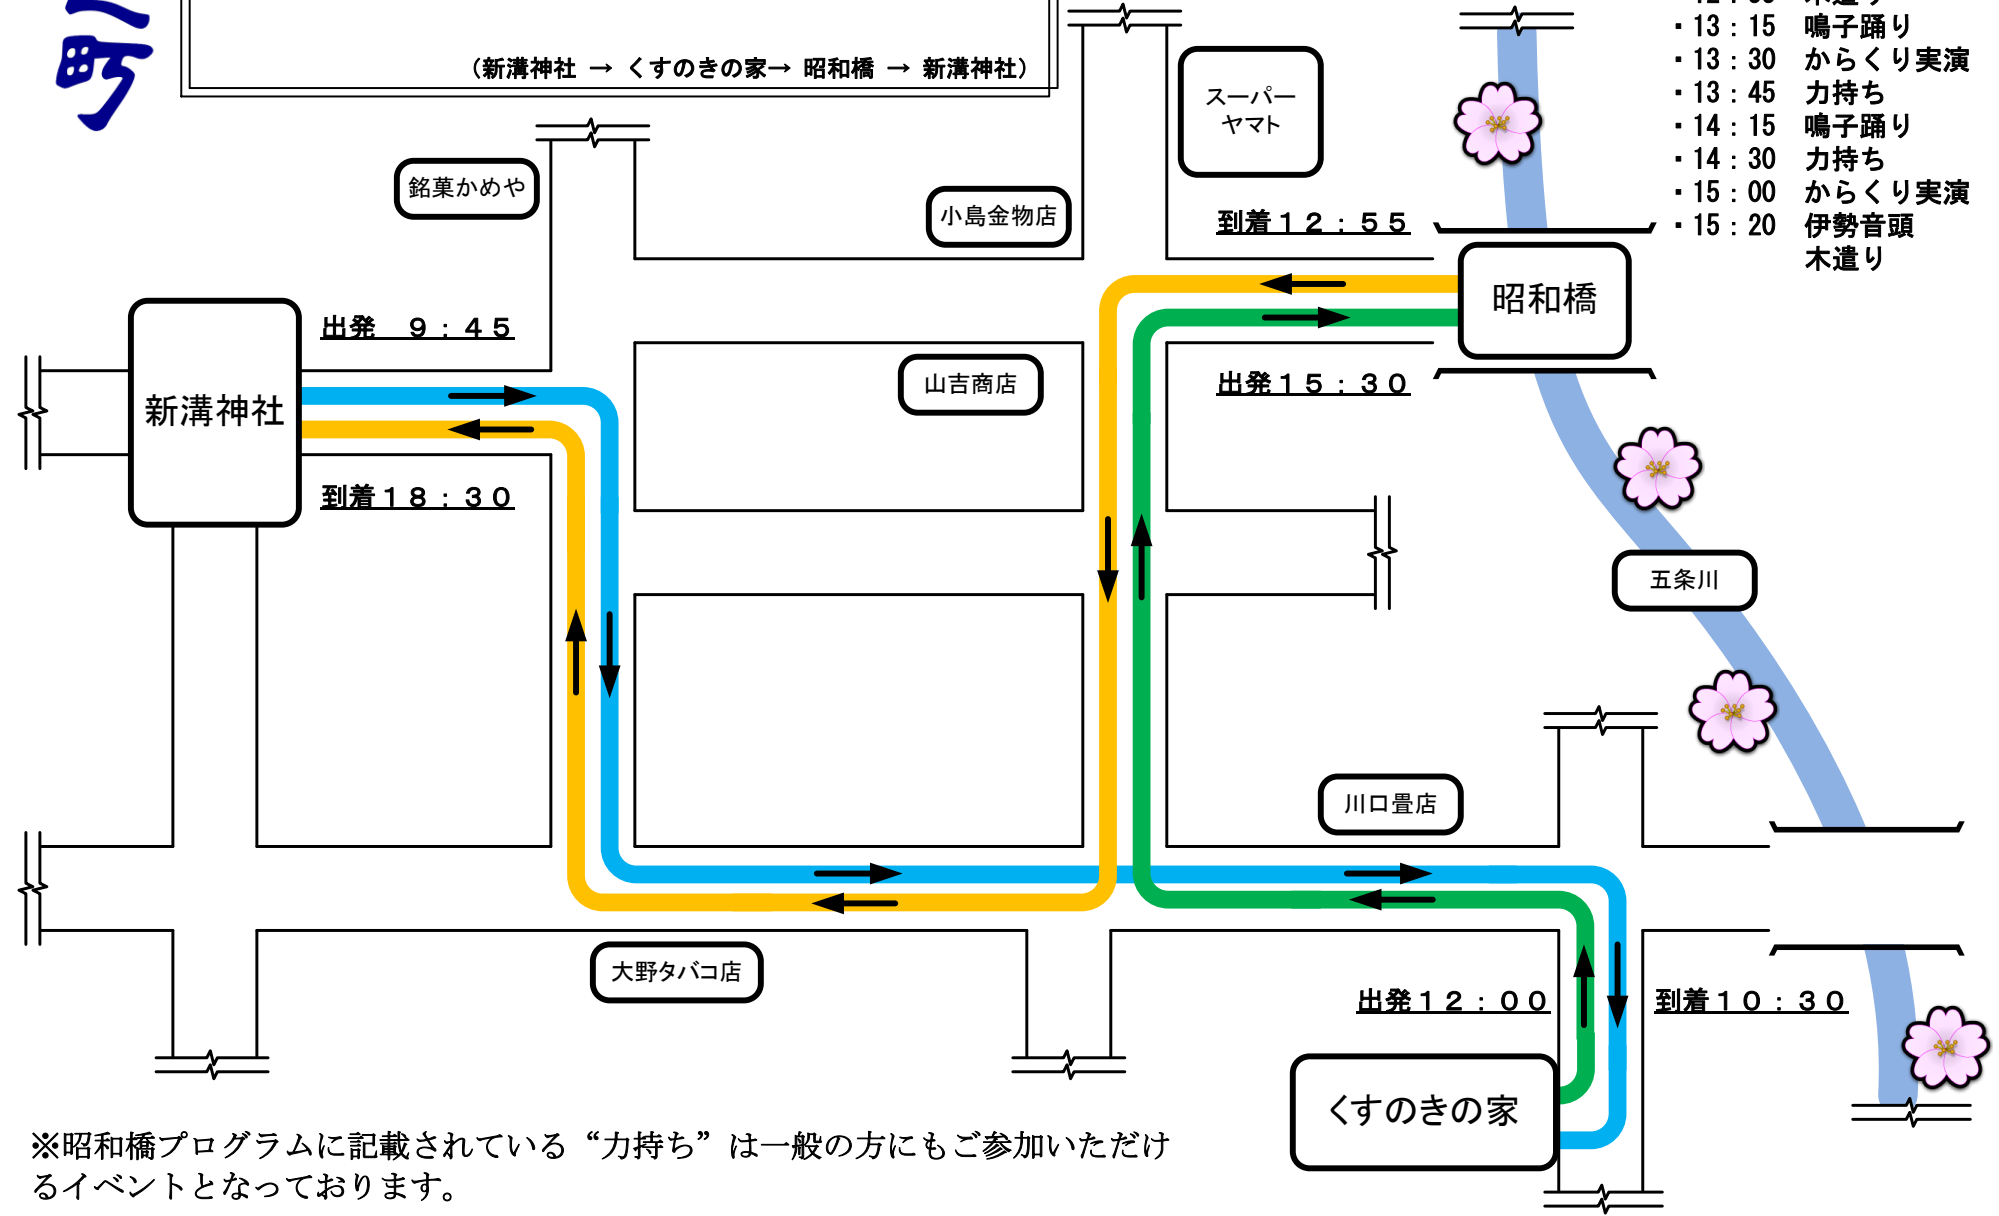 町
(新溝神社 → くすのきの家→ 昭和橋 → 新溝神社)
・13:15 鳴子踊り
・13:30 からくり実演
・13:45 力持ち
・14:15 鳴子踊り
・14:30 力持ち
・15:00 からくり実演
・15:20 伊勢音頭
木遣り
スーパー
ヤマト
銘菓かめや
小島金物店
到着12:55
昭和橋
出発 9:45
新溝神社
山吉商店
出発15:30
到着18:30
五条川
川口畳店
大野タバコ店
出発12:00
到着10:30
くすのきの家
※昭和橋プログラムに記載されている“力持ち”は一般の方にもご参加いただけ
るイベントとなっております。